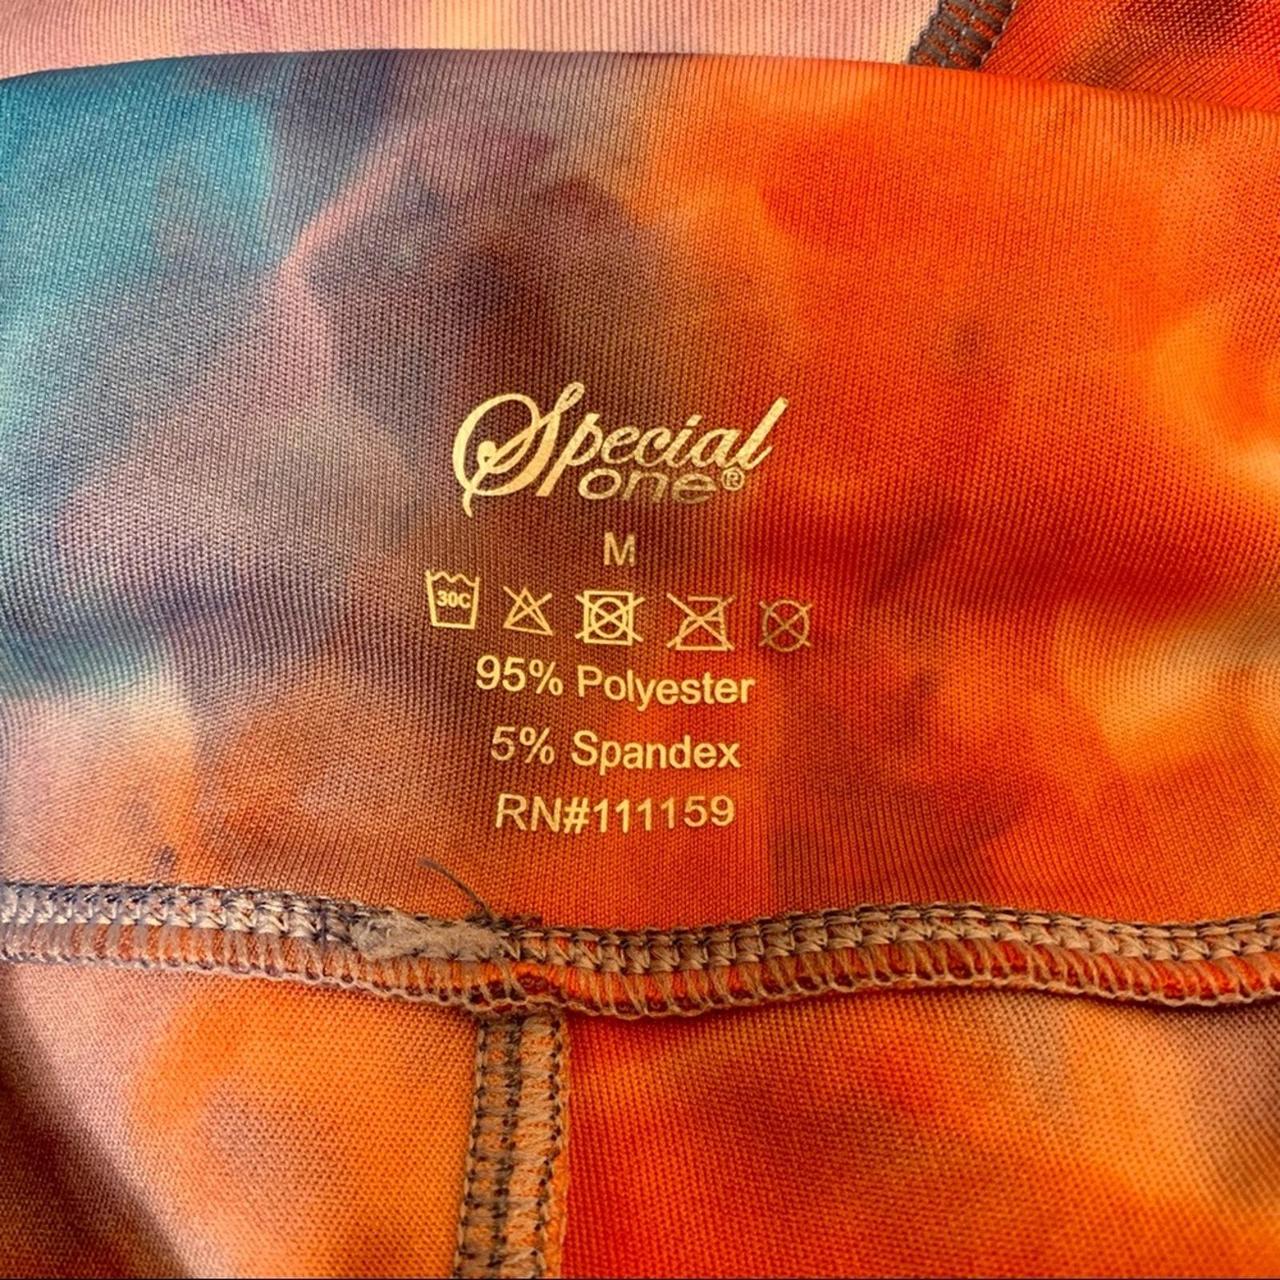 Special
one®
M
30C
95% Polyester
5% Spandex
RN#111159